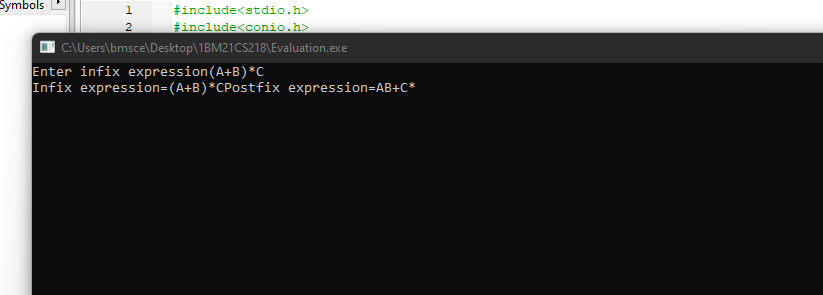 Symbols
1 #include<stdio.h>
2 #include<conio.h>
C:\Users\bmsce\Desktop\1BM21CS218\Evaluation.exe
Enter infix expression(A+B)*C
Infix expression=(A+B)*CPostfix expression=AB+C*